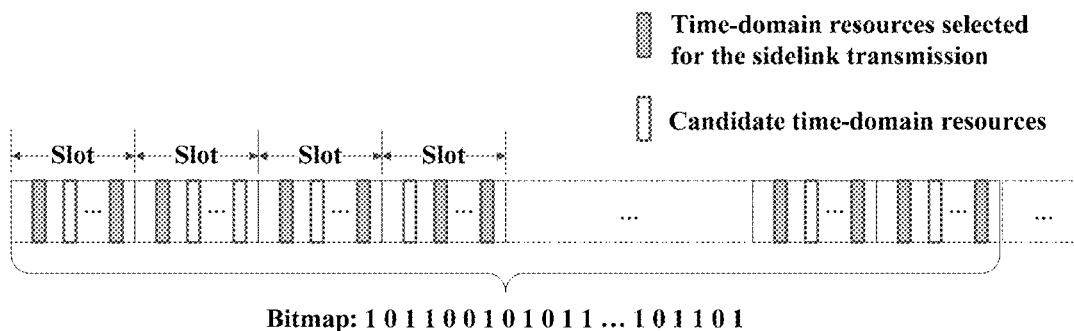 Time-domain resources selected
for the sidelink transmission
Candidate time-domain resources
Slot Slot Slot Slot
... ... ... ... ... ... ... ...
Bitmap: 1 0 1 1 0 0 1 0 1 0 1 1 ... 1 0 1 1 0 1